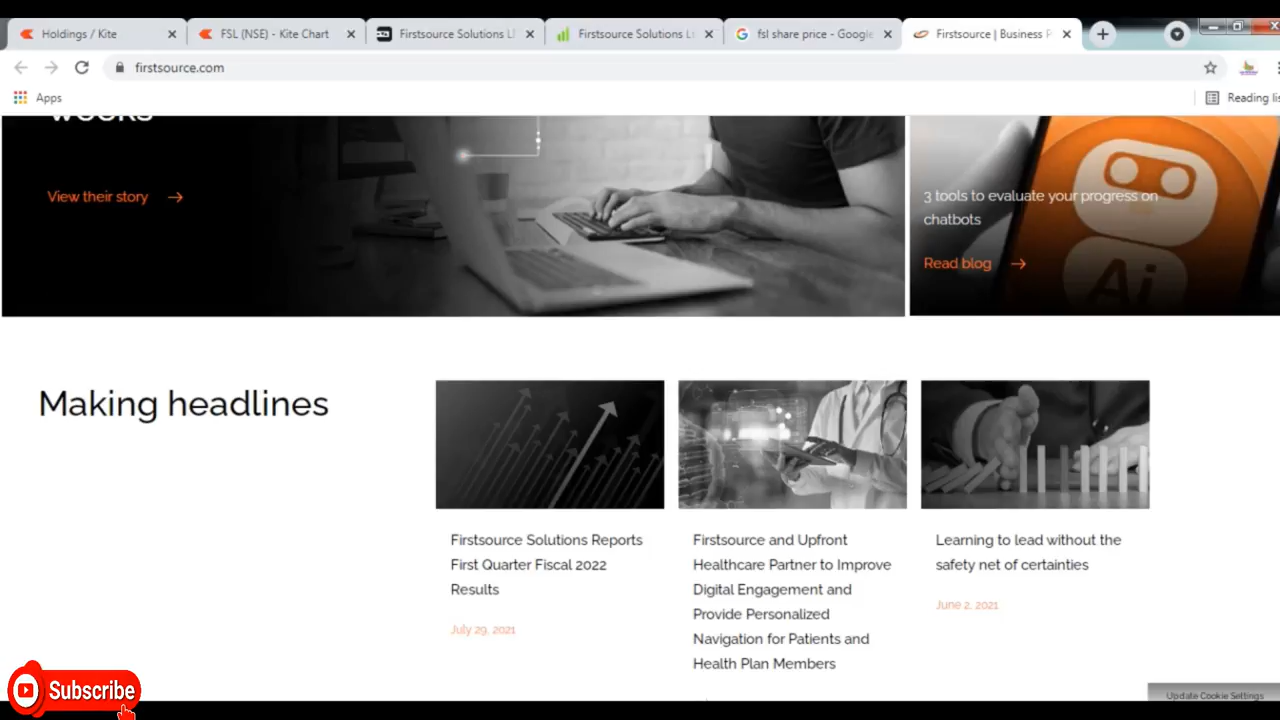 Holdings / Kite
FSL (NSE) - Kite Chart
Firstsource Solutions
Firstsource Solutions L
fsl share price - Google
Firstsource | Business P
firstsource.com
Apps
Reading lis
weeks
View their story
3 tools to evaluate your progress on
chatbots
Read blog
Ai
Making headlines
Firstsource Solutions Reports
First Quarter Fiscal 2022
Results
July 29, 2021
Firstsource and Upfront
Healthcare Partner to Improve
Digital Engagement and
Provide Personalized
Navigation for Patients and
Health Plan Members
Learning to lead without the
safety net of certainties
June 2, 2021
Subscribe
Update Cookie Settings